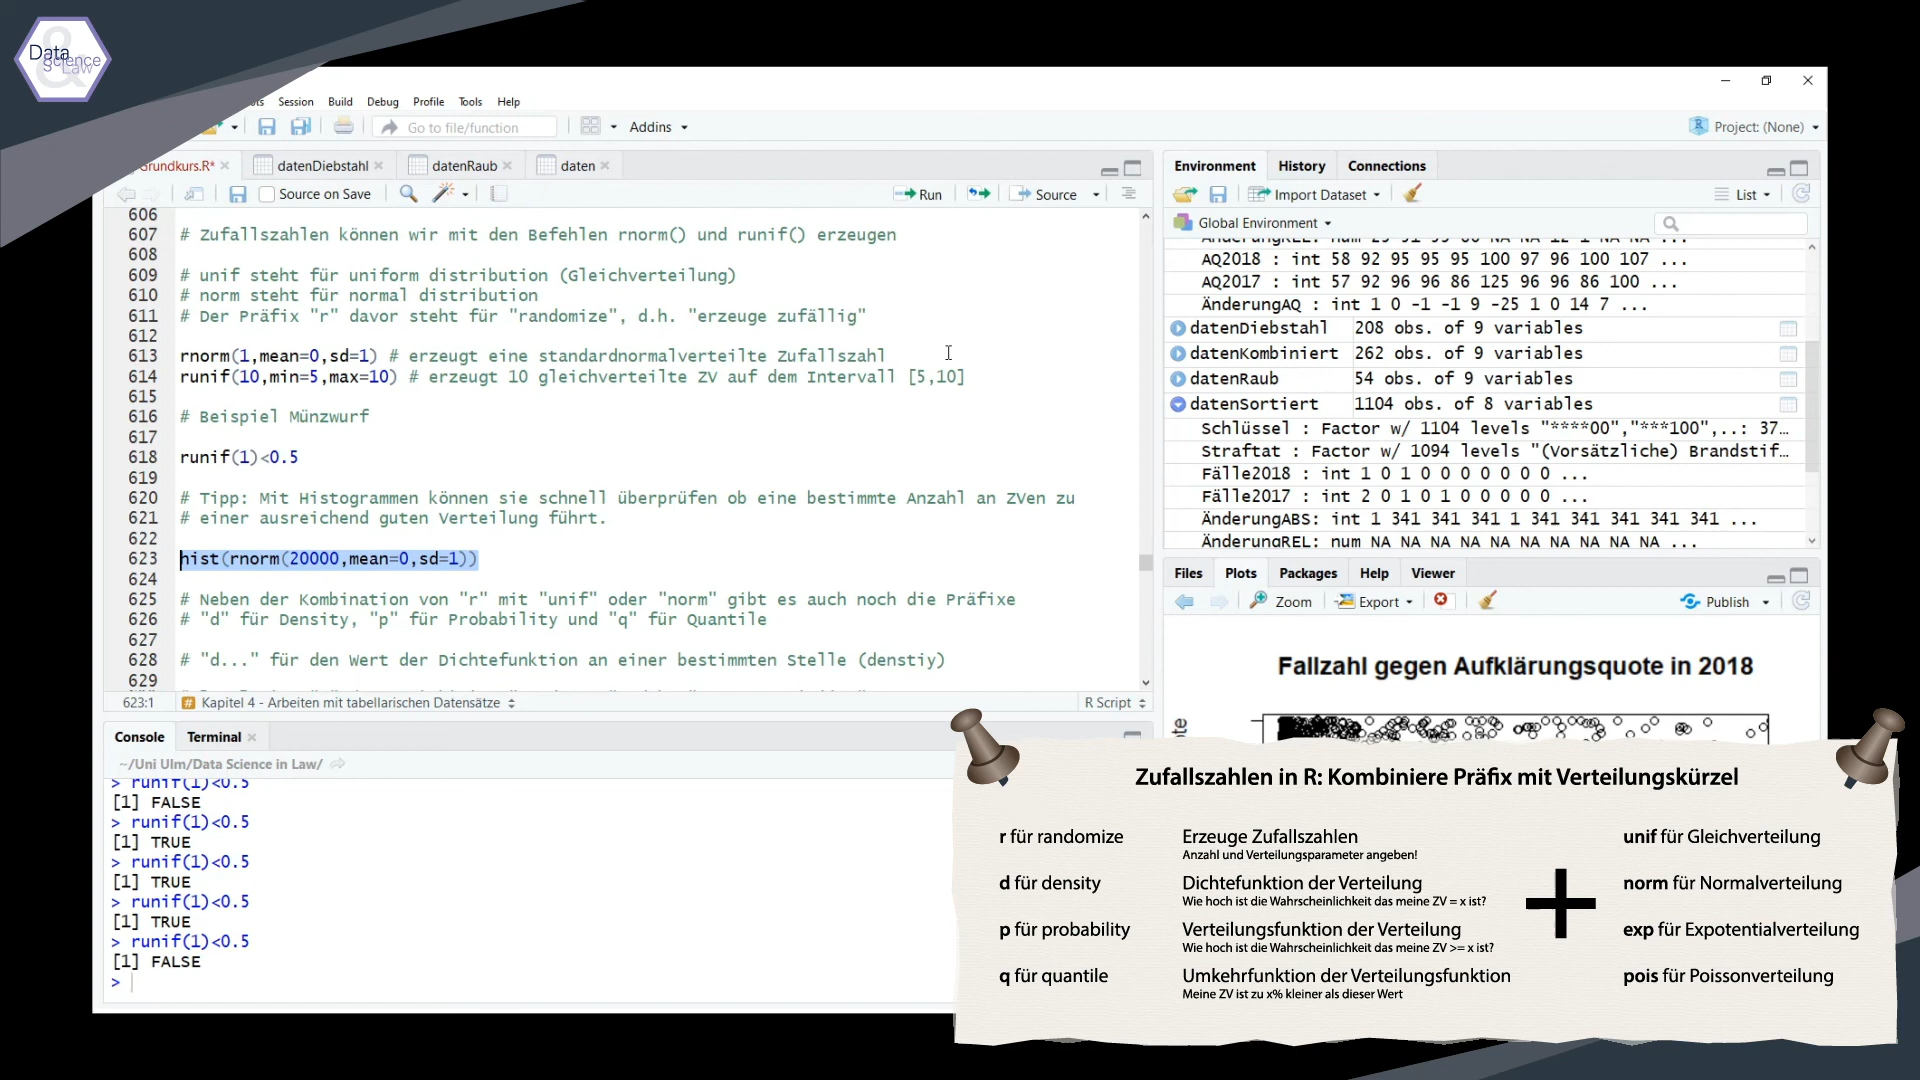 Data
Science
Law
Session Build Debug Profile Tools Help
Go to file/function
Addins
Project: (None)
Grundkurs.R*
datenDiebstahl
datenRaub
daten
Source on Save
Run
Source
606
607 # Zufallszahlen können wir mit den Befehlen rnorm() und runif() erzeugen
608
609 # unif steht für uniform distribution (Gleichverteilung)
610 # norm steht für normal distribution
611 # Der Präfix "r" davor steht für "randomize", d.h. "erzeuge zufällig"
612
613 rnorm(1,mean=0,sd=1) # erzeugt eine standardnormalverteilte Zufallszahl
614 runif(10,min=5,max=10) # erzeugt 10 gleichverteilte ZV auf dem Intervall [5,10]
615
616 # Beispiel Münzwurf
617
618 runif(1)<0.5
619
620 # Tipp: Mit Histogrammen können sie schnell überprüfen ob eine bestimmte Anzahl an ZVen zu
621 # einer ausreichend guten Verteilung führt.
622
623 hist(rnorm(20000,mean=0,sd=1))
624
625 # Neben der Kombination von "r" mit "unif" oder "norm" gibt es auch noch die Präfixe
626 # "d" für Density, "p" für Probability und "q" für Quantile
627
628 # "d..." für den Wert der Dichtefunktion an einer bestimmten Stelle (denstiy)
629
623:1
Kapitel 4 - Arbeiten mit tabellarischen Datensätze
R Script
Console Terminal
~/Uni Ulm/Data Science in Law/
> runif(1)<0.5
[1] FALSE
> runif(1)<0.5
[1] TRUE
> runif(1)<0.5
[1] TRUE
> runif(1)<0.5
[1] TRUE
> runif(1)<0.5
[1] FALSE
>
Environment History Connections
Import Dataset
List
Global Environment
AQ2018 : int 58 92 95 95 95 100 97 96 100 107 ...
AQ2017 : int 57 92 96 96 86 125 96 96 86 100 ...
ÄnderungAQ : int 1 0 -1 -1 9 -25 1 0 14 7 ...
datenDiebstahl 208 obs. of 9 variables
datenKombiniert 262 obs. of 9 variables
datenRaub 54 obs. of 9 variables
datenSortiert 1104 obs. of 8 variables
Schlüssel : Factor w/ 1104 levels "****00","***100",..: 37...
Straftat : Factor w/ 1094 levels "(Vorsätzliche) Brandstif...
Fälle2018 : int 1 0 1 0 0 0 0 0 0 0 ...
Fälle2017 : int 2 0 1 0 1 0 0 0 0 0 ...
ÄnderungABS: int 1 341 341 341 1 341 341 341 341 341 ...
ÄnderungREL: num NA NA NA NA NA NA NA NA NA NA ...
Files Plots Packages Help Viewer
Zoom
Export
Publish
Fallzahl gegen Aufklärungsquote in 2018
Zufallszahlen in R: Kombiniere Präfix mit Verteilungskürzel
r für randomize
Erzeuge Zufallszahlen
Anzahl und Verteilungsparameter angeben!
d für density
Dichtefunktion der Verteilung
Wie hoch ist die Wahrscheinlichkeit das meine ZV = x ist?
p für probability
Verteilungsfunktion der Verteilung
Wie hoch ist die Wahrscheinlichkeit das meine ZV >= x ist?
q für quantile
Umkehrfunktion der Verteilungsfunktion
Meine ZV ist zu x% kleiner als dieser Wert
+
unif für Gleichverteilung
norm für Normalverteilung
exp für Expotentialverteilung
pois für Poissonverteilung